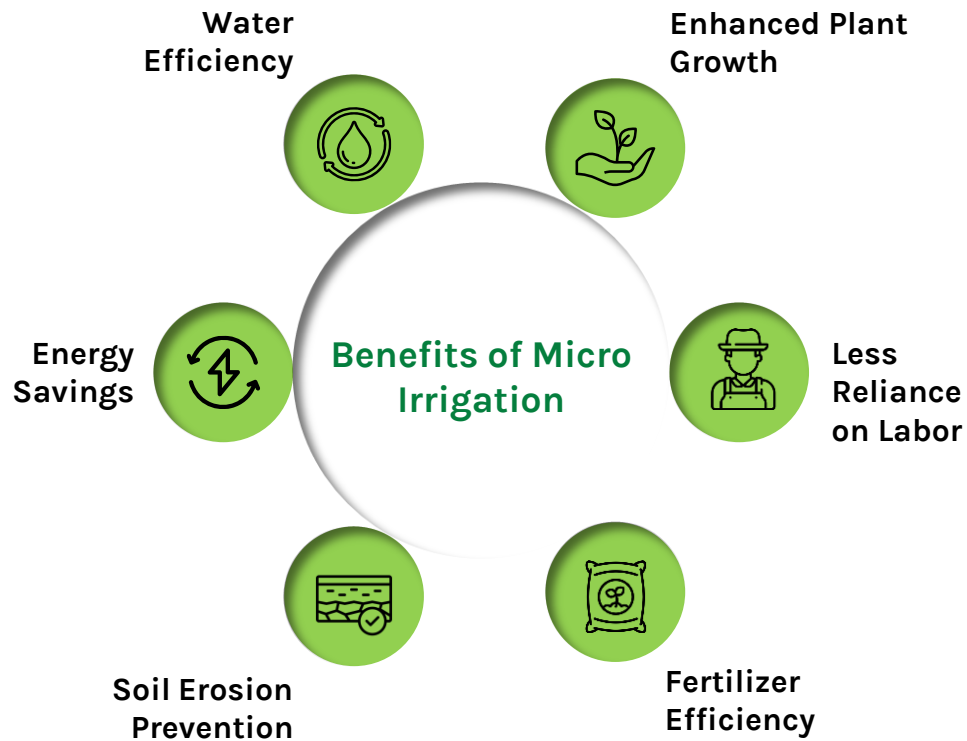 Water
Efficiency
Enhanced Plant
Growth
Energy
Savings
Benefits of Micro
Irrigation
Less
Reliance
on Labor
Soil Erosion
Prevention
Fertilizer
Efficiency